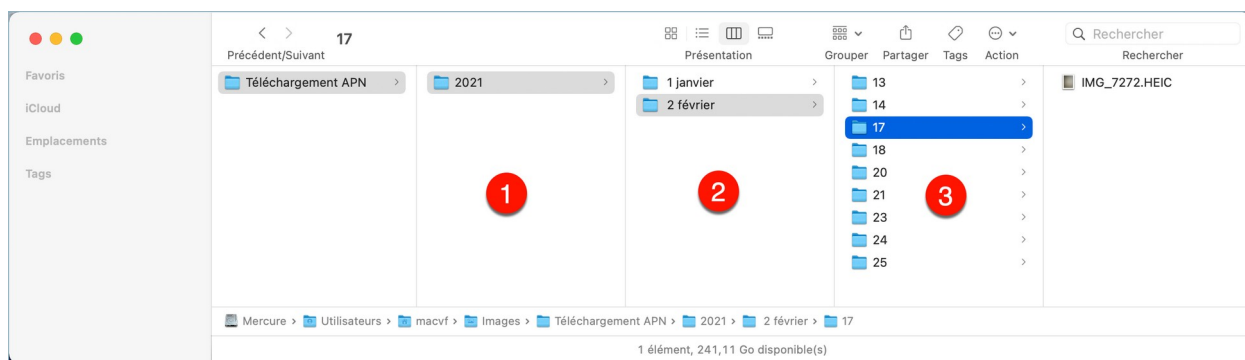 17
Précédent/Suivant
Présentation
Grouper
Partager
Tags
Action
Rechercher
Rechercher
Favoris
iCloud
Emplacements
Tags
Téléchargement APN
2021
1 janvier
2 février
13
14
17
18
20
21
23
24
25
IMG_7272.HEIC
1
2
3
Mercure › Utilisateurs › macvf › Images › Téléchargement APN › 2021 › 2 février › 17
1 élément, 241,11 Go disponible(s)